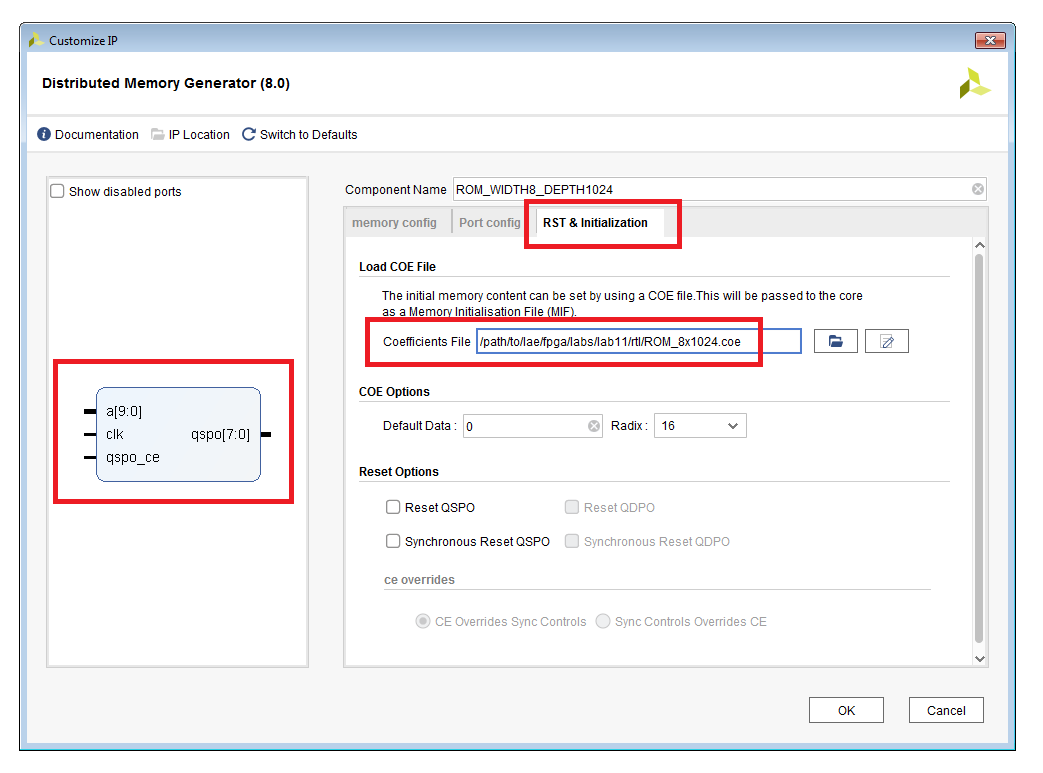 Customize IP
Distributed Memory Generator (8.0)
Documentation IP Location Switch to Defaults
Show disabled ports
a[9:0]
clk qspo[7:0]
qspo_ce
Component Name ROM_WIDTH8_DEPTH1024
memory config Port config RST & Initialization
Load COE File
The initial memory content can be set by using a COE file.This will be passed to the core
as a Memory Initialisation File (MIF).
Coefficients File /path/to/lae/fpga/labs/lab11/rtl/ROM_8x1024.coe
COE Options
Default Data : 0 Radix : 16
Reset Options
Reset QSPO Reset QDPO
Synchronous Reset QSPO Synchronous Reset QDPO
ce overrides
CE Overrides Sync Controls Sync Controls Overrides CE
OK Cancel